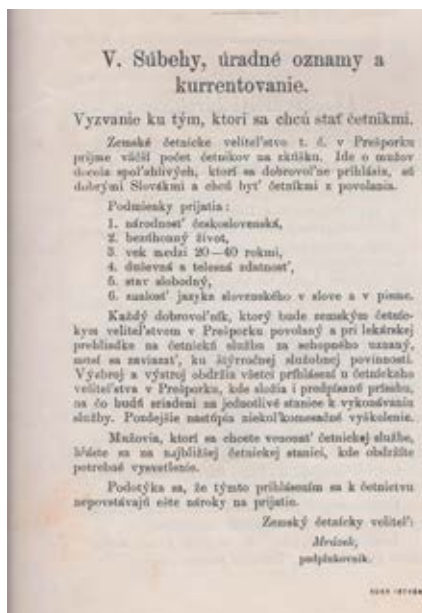 V. Súbehy, úradné oznamy a
kurrentovanie.
Vyzvanie ku tým, ktorí sa chcú stať četníkmi.
Zemské četnícke veliteľstvo t. č. v Prešporku
prijme väčší počet četníkov na zkúšku. Ide o mužov
docela spoľahlivých, ktorí sa dobrovoľne prihlásia, sú
dobrými Slovákmi a chcú byť četníkmi z povolania.
Podmienky prijatia:
1. národnosť československá,
2. bezúhonný život,
3. vek medzi 20—40 rokmi,
4. duševná a telesná zdatnosť,
5. stav slobodný,
6. znalosť jazyka slovenského v slove a v písme.
Každý dobrovoľník, ktorý bude zemským četníc-
kym veliteľstvom v Prešporku povolaný a pri lekárskej
prehliadke na četnícku službu za schopného uznaný,
musí sa zaviazať, ku štyrročnej služobnej povinnosti.
Výzbroj a výstroj obdržia všetci prihlásení u četníckeho
veliteľstva v Prešporku, kde složia i predpísanú prísahu,
na čo budú sriadení na jednotlivé stanice k vykonávaniu
služby. Pozdejšie nastúpia niekoľkomesačné vyškolenie.
Mužovia, ktorí sa chcete venovať četníckej službe,
hláste sa na najbližšej četníckej stanici, kde obdržíte
potrebné vysvetlenie.
Podotýka sa, že týmto prihlásením sa k četníctvu
nepovstávajú ešte nároky na prijatie.
Zemský četnícky veliteľ:
Mrázek,
podplukovník.